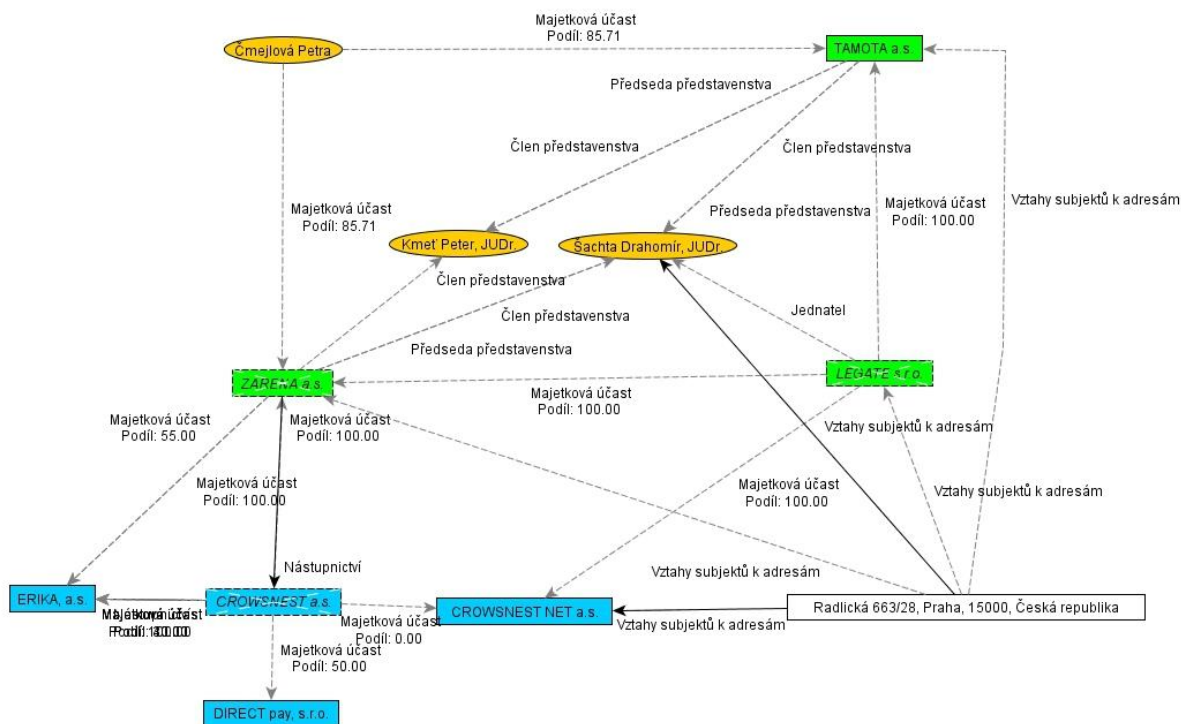 Majetková účast
Podíl: 85.71
Čmejlová Petra
TAMOTA a.s.
Předseda představenstva
Člen představenstva
Člen představenstva
Majetková účast
Podíl: 100.00
Vztahy subjektů k adresám
Majetková účast
Podíl: 85.71
Předseda představenstva
Kmeť Peter, JUDr.
Šachta Drahomír, JUDr.
Člen představenstva
Jednatel
Člen představenstva
Předseda představenstva
ZARENA a.s.
LEGATE s.r.o.
Majetková účast
Podíl: 100.00
Majetková účast
Podíl: 55.00
Majetková účast
Podíl: 100.00
Vztahy subjektů k adresám
Majetková účast
Podíl: 100.00
Majetková účast
Podíl: 100.00
Vztahy subjektů k adresám
Nástupnictví
Vztahy subjektů k adresám
ERIKA, a.s.
CROWSNEST a.s.
CROWSNEST NET a.s.
Radlická 663/28, Praha, 15000, Česká republika
Majetková účast
Podíl: 0.00
Vztahy subjektů k adresám
Majetková účast
Podíl: 50.00
DIRECT pay, s.r.o.